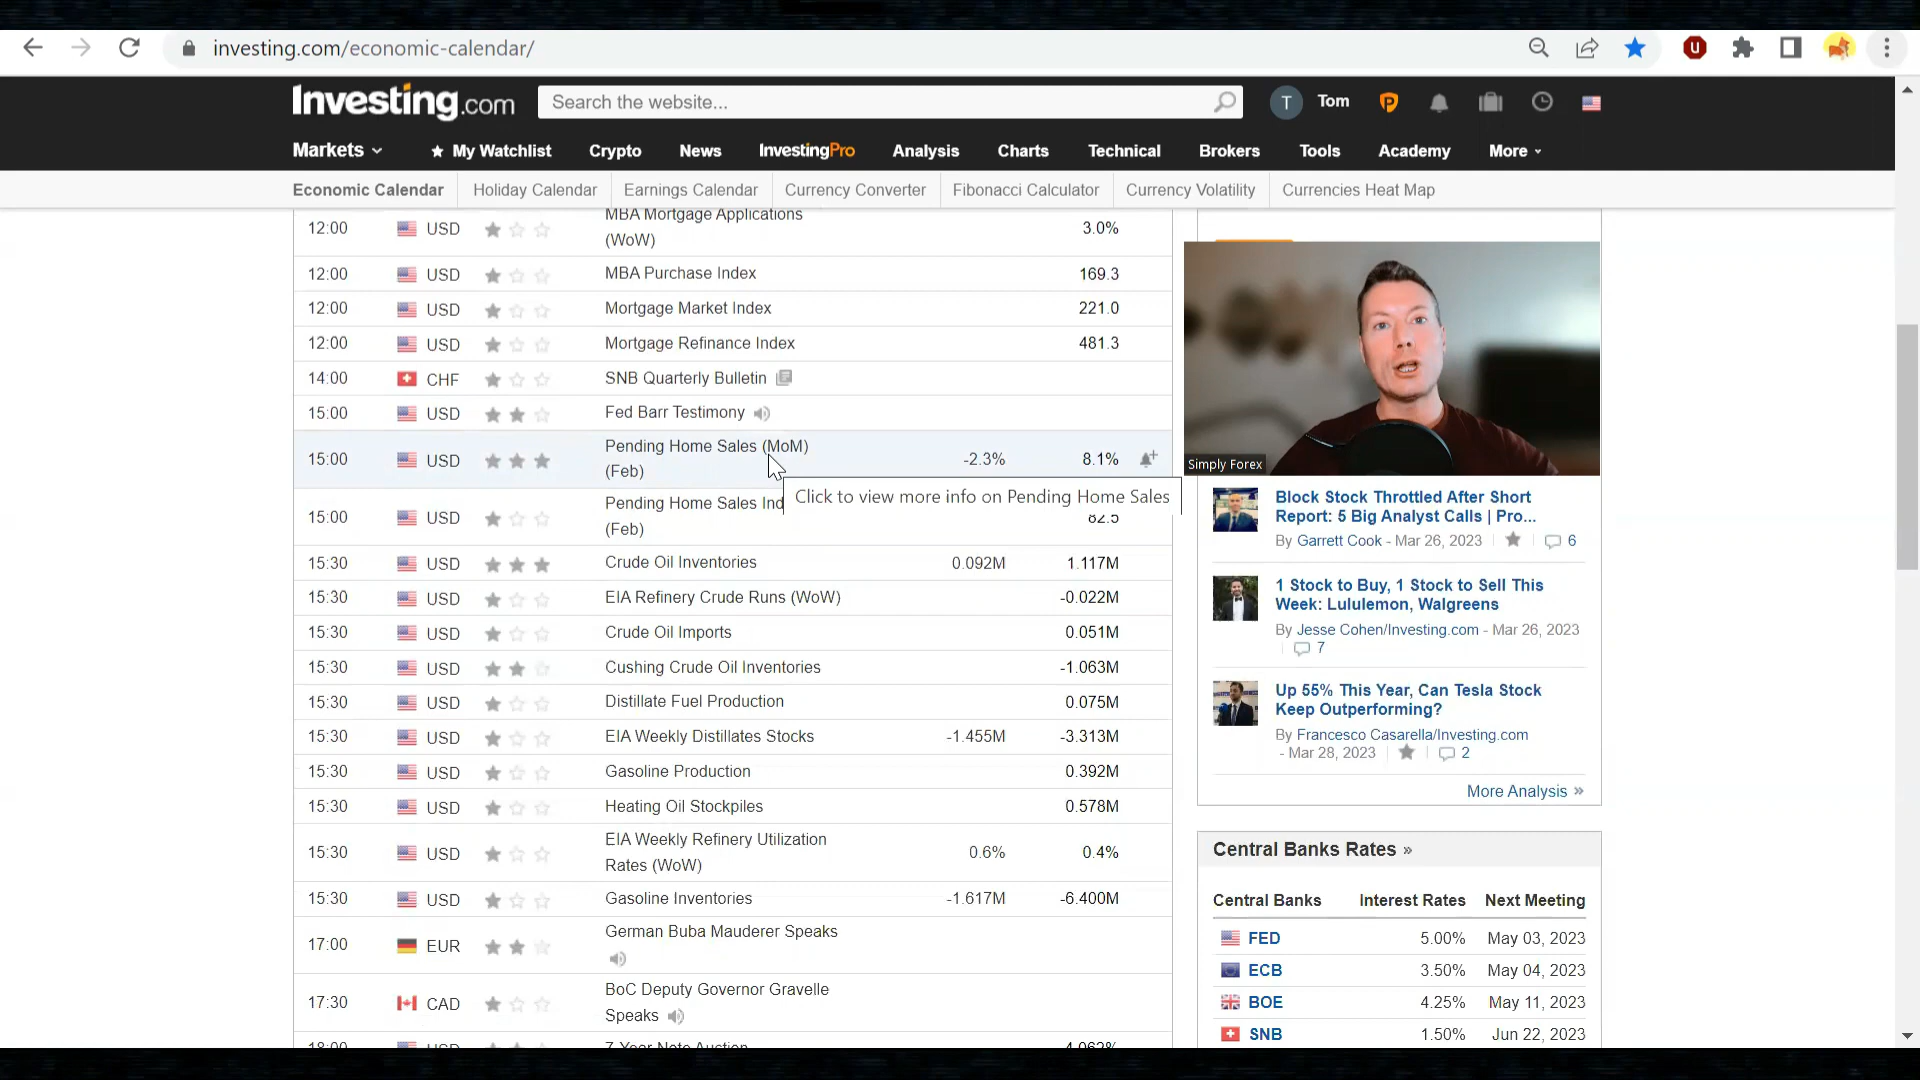 investing.com/economic-calendar/
U
Investing.com
Search the website...
T
Tom
P
Markets
My Watchlist
Crypto
News
InvestingPro
Analysis
Charts
Technical
Brokers
Tools
Academy
More
Economic Calendar
Holiday Calendar
Earnings Calendar
Currency Converter
Fibonacci Calculator
Currency Volatility
Currencies Heat Map
12:00 USD MBA Mortgage Applications
(WoW) 3.0%
12:00 USD MBA Purchase Index 169.3
12:00 USD Mortgage Market Index 221.0
12:00 USD Mortgage Refinance Index 481.3
14:00 CHF SNB Quarterly Bulletin
15:00 USD Fed Barr Testimony
15:00 USD Pending Home Sales (MoM)
(Feb) -2.3% 8.1%
Click to view more info on Pending Home Sales
15:00 USD Pending Home Sales Ind
(Feb) 82.5
15:30 USD Crude Oil Inventories 0.092M 1.117M
15:30 USD EIA Refinery Crude Runs (WoW) -0.022M
15:30 USD Crude Oil Imports 0.051M
15:30 USD Cushing Crude Oil Inventories -1.063M
15:30 USD Distillate Fuel Production 0.075M
15:30 USD EIA Weekly Distillates Stocks -1.455M -3.313M
15:30 USD Gasoline Production 0.392M
15:30 USD Heating Oil Stockpiles 0.578M
15:30 USD EIA Weekly Refinery Utilization
Rates (WoW) 0.6% 0.4%
15:30 USD Gasoline Inventories -1.617M -6.400M
17:00 EUR German Buba Mauderer Speaks
17:30 CAD BoC Deputy Governor Gravelle
Speaks
18:00 USD 7-Year Note Auction 4.062%
Simply Forex
Block Stock Throttled After Short
Report: 5 Big Analyst Calls | Pro...
By Garrett Cook - Mar 26, 2023 6
1 Stock to Buy, 1 Stock to Sell This
Week: Lululemon, Walgreens
By Jesse Cohen/Investing.com - Mar 26, 2023
7
Up 55% This Year, Can Tesla Stock
Keep Outperforming?
By Francesco Casarella/Investing.com
- Mar 28, 2023 2
More Analysis »
Central Banks Rates »
Central Banks Interest Rates Next Meeting
FED 5.00% May 03, 2023
ECB 3.50% May 04, 2023
BOE 4.25% May 11, 2023
SNB 1.50% Jun 22, 2023